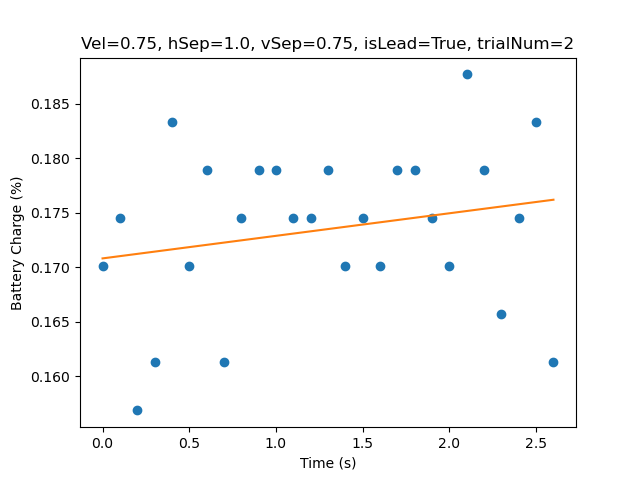 Vel=0.75, hSep=1.0, vSep=0.75, isLead=True, trialNum=2
0.185
0.180
0.175
0.170
0.165
0.160
Battery Charge (%)
0.0 0.5 1.0 1.5 2.0 2.5
Time (s)